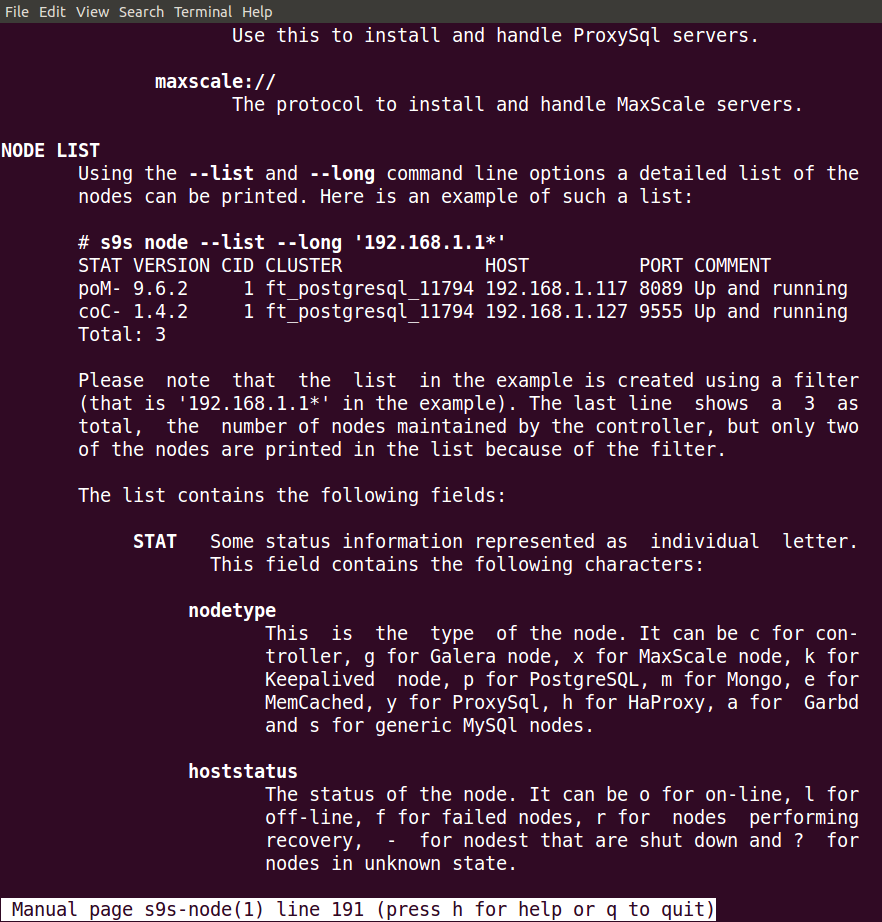 File Edit View Search Terminal Help
Use this to install and handle ProxySql servers.
maxscale://
The protocol to install and handle MaxScale servers.
NODE LIST
Using the --list and --long command line options a detailed list of the
nodes can be printed. Here is an example of such a list:
# s9s node --list --long '192.168.1.1*'
STAT VERSION CID CLUSTER             HOST          PORT COMMENT
poM- 9.6.2     1 ft_postgresql_11794 192.168.1.117 8089 Up and running
coC- 1.4.2     1 ft_postgresql_11794 192.168.1.127 9555 Up and running
Total: 3
Please  note  that  the  list  in the example is created using a filter
(that is '192.168.1.1*' in the example). The last line  shows  a  3  as
total,  the  number of nodes maintained by the controller, but only two
of the nodes are printed in the list because of the filter.
The list contains the following fields:
STAT   Some status information represented as  individual  letter.
This field contains the following characters:
nodetype
This  is  the  type  of the node. It can be c for con-
troller, g for Galera node, x for MaxScale node, k for
Keepalived  node, p for PostgreSQL, m for Mongo, e for
MemCached, y for ProxySql, h for HaProxy, a for  Garbd
and s for generic MySQl nodes.
hoststatus
The status of the node. It can be o for on-line, l for
off-line, f for failed nodes, r for  nodes  performing
recovery,  -  for nodest that are shut down and ?  for
nodes in unknown state.
Manual page s9s-node(1) line 191 (press h for help or q to quit)